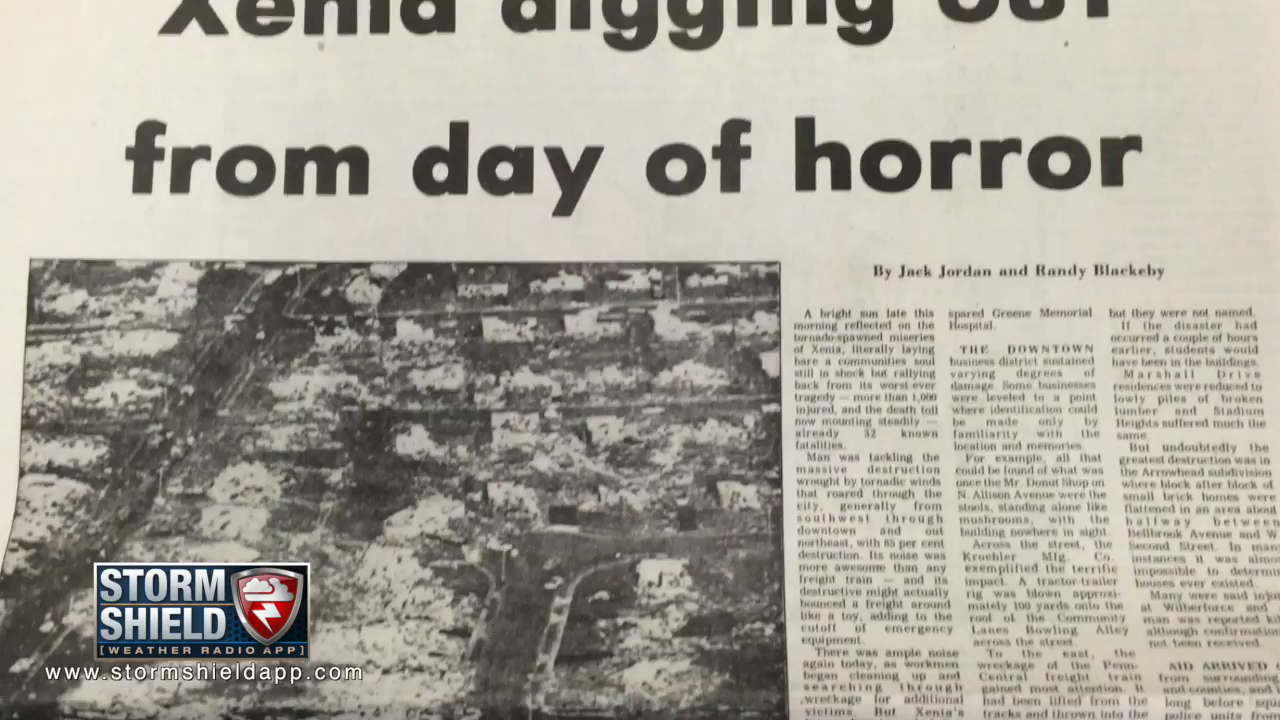 Xenia digging out
from day of horror
By Jack Jordan and Randy Blackeby
A bright sun late this
morning reflected on the
tornado-spawned miseries
of Xenia, literally laying
bare a communities soul
still in shock but rallying
back from its worst-ever
tragedy — more than 1,000
injured, and the death toll
now mounting steadily —
already 32 known
fatalities.
Man was tackling the
massive destruction
wrought by tornadic winds
that roared through the
city, generally from
southwest through
downtown and out
northeast, with 85 per cent
destruction. Its noise was
more awesome than any
freight train — and its
destructive might actually
bounced a freight around
like a toy, adding to the
cutoff of emergency
equipment.
There was ample noise
again today, as workmen
began cleaning up and
searching through
wreckage for additional
victims. But Xenia's
spared Greene Memorial
Hospital.
THE DOWNTOWN
business district sustained
varying degrees of
damage. Some businesses
were leveled to a point
where identification could
be made only by
familiarity with the
location and memories.
For example, all that
could be found of what was
once the Mr. Donut Shop on
N. Allison Avenue were the
stools, standing alone like
mushrooms, with the
building nowhere in sight.
Across the street, the
Kroehler Mfg. Co.
exemplified the terrific
impact. A tractor-trailer
rig was blown approxi-
mately 100 yards onto the
roof of the Community
Lanes Bowling Alley
across the street.
To the east, the
wreckage of the Penn-
Central freight train
gained most attention. It
had been lifted from the
tracks and thrown into the
but they were not named.
If the disaster had
occurred a couple of hours
earlier, students would
have been in the buildings.
Marshall Drive
residences were reduced to
lowly piles of broken
lumber and Stadium
Heights suffered much the
same.
But undoubtedly the
greatest destruction was in
the Arrowhead subdivision
where block after block of
small brick homes were
flattened in an area about
halfway between
Bellbrook Avenue and W
Second Street. In man
instances it was almo
impossible to determi
houses ever existed.
Many were said inju
at Wilberforce and
man was reported ki
although confirmation
not been received.
AID ARRIVED
from surrounding
and counties, and
long before
STORM
SHIELD
[WEATHER RADIO APP]
www.stormshieldapp.com